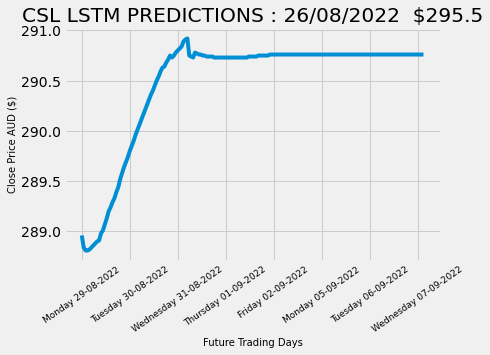 CSL LSTM PREDICTIONS : 26/08/2022 $295.5
291.0
290.5
290.0
289.5
289.0
Close Price AUD ($)
Monday 29-08-2022
Tuesday 30-08-2022
Wednesday 31-08-2022
Thursday 01-09-2022
Friday 02-09-2022
Monday 05-09-2022
Tuesday 06-09-2022
Wednesday 07-09-2022
Future Trading Days